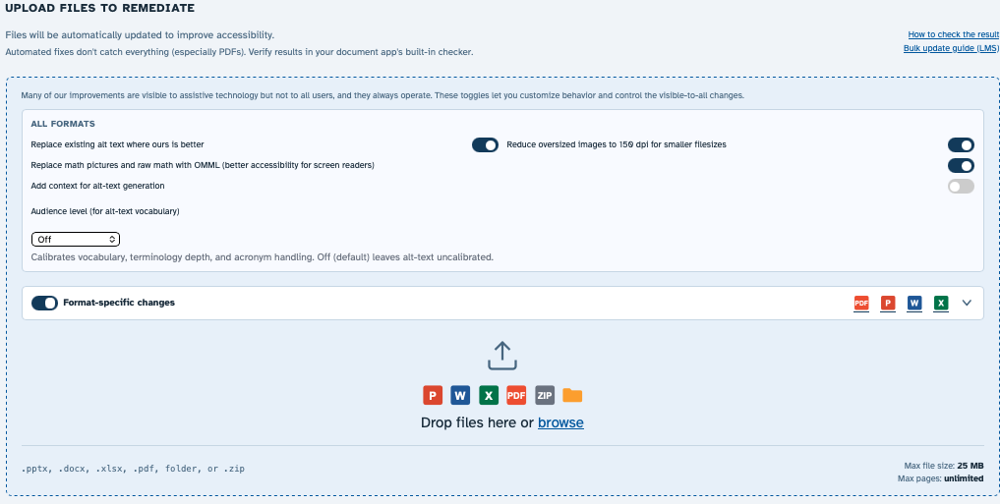 UPLOAD FILES TO REMEDIATE
Files will be automatically updated to improve accessibility.
Automated fixes don't catch everything (especially PDFs). Verify results in your document app's built-in checker.
How to check the result
Bulk update guide (LMS)
Many of our improvements are visible to assistive technology but not to all users, and they always operate. These toggles let you customize behavior and control the visible-to-all changes.
ALL FORMATS
Replace existing alt text where ours is better
Reduce oversized images to 150 dpi for smaller filesizes
Replace math pictures and raw math with OMML (better accessibility for screen readers)
Add context for alt-text generation
Audience level (for alt-text vocabulary)
Off
Calibrates vocabulary, terminology depth, and acronym handling. Off (default) leaves alt-text uncalibrated.
Format-specific changes
PDF P W X
P W X PDF ZIP
Drop files here or browse
.pptx, .docx, .xlsx, .pdf, folder, or .zip
Max file size: 25 MB
Max pages: unlimited